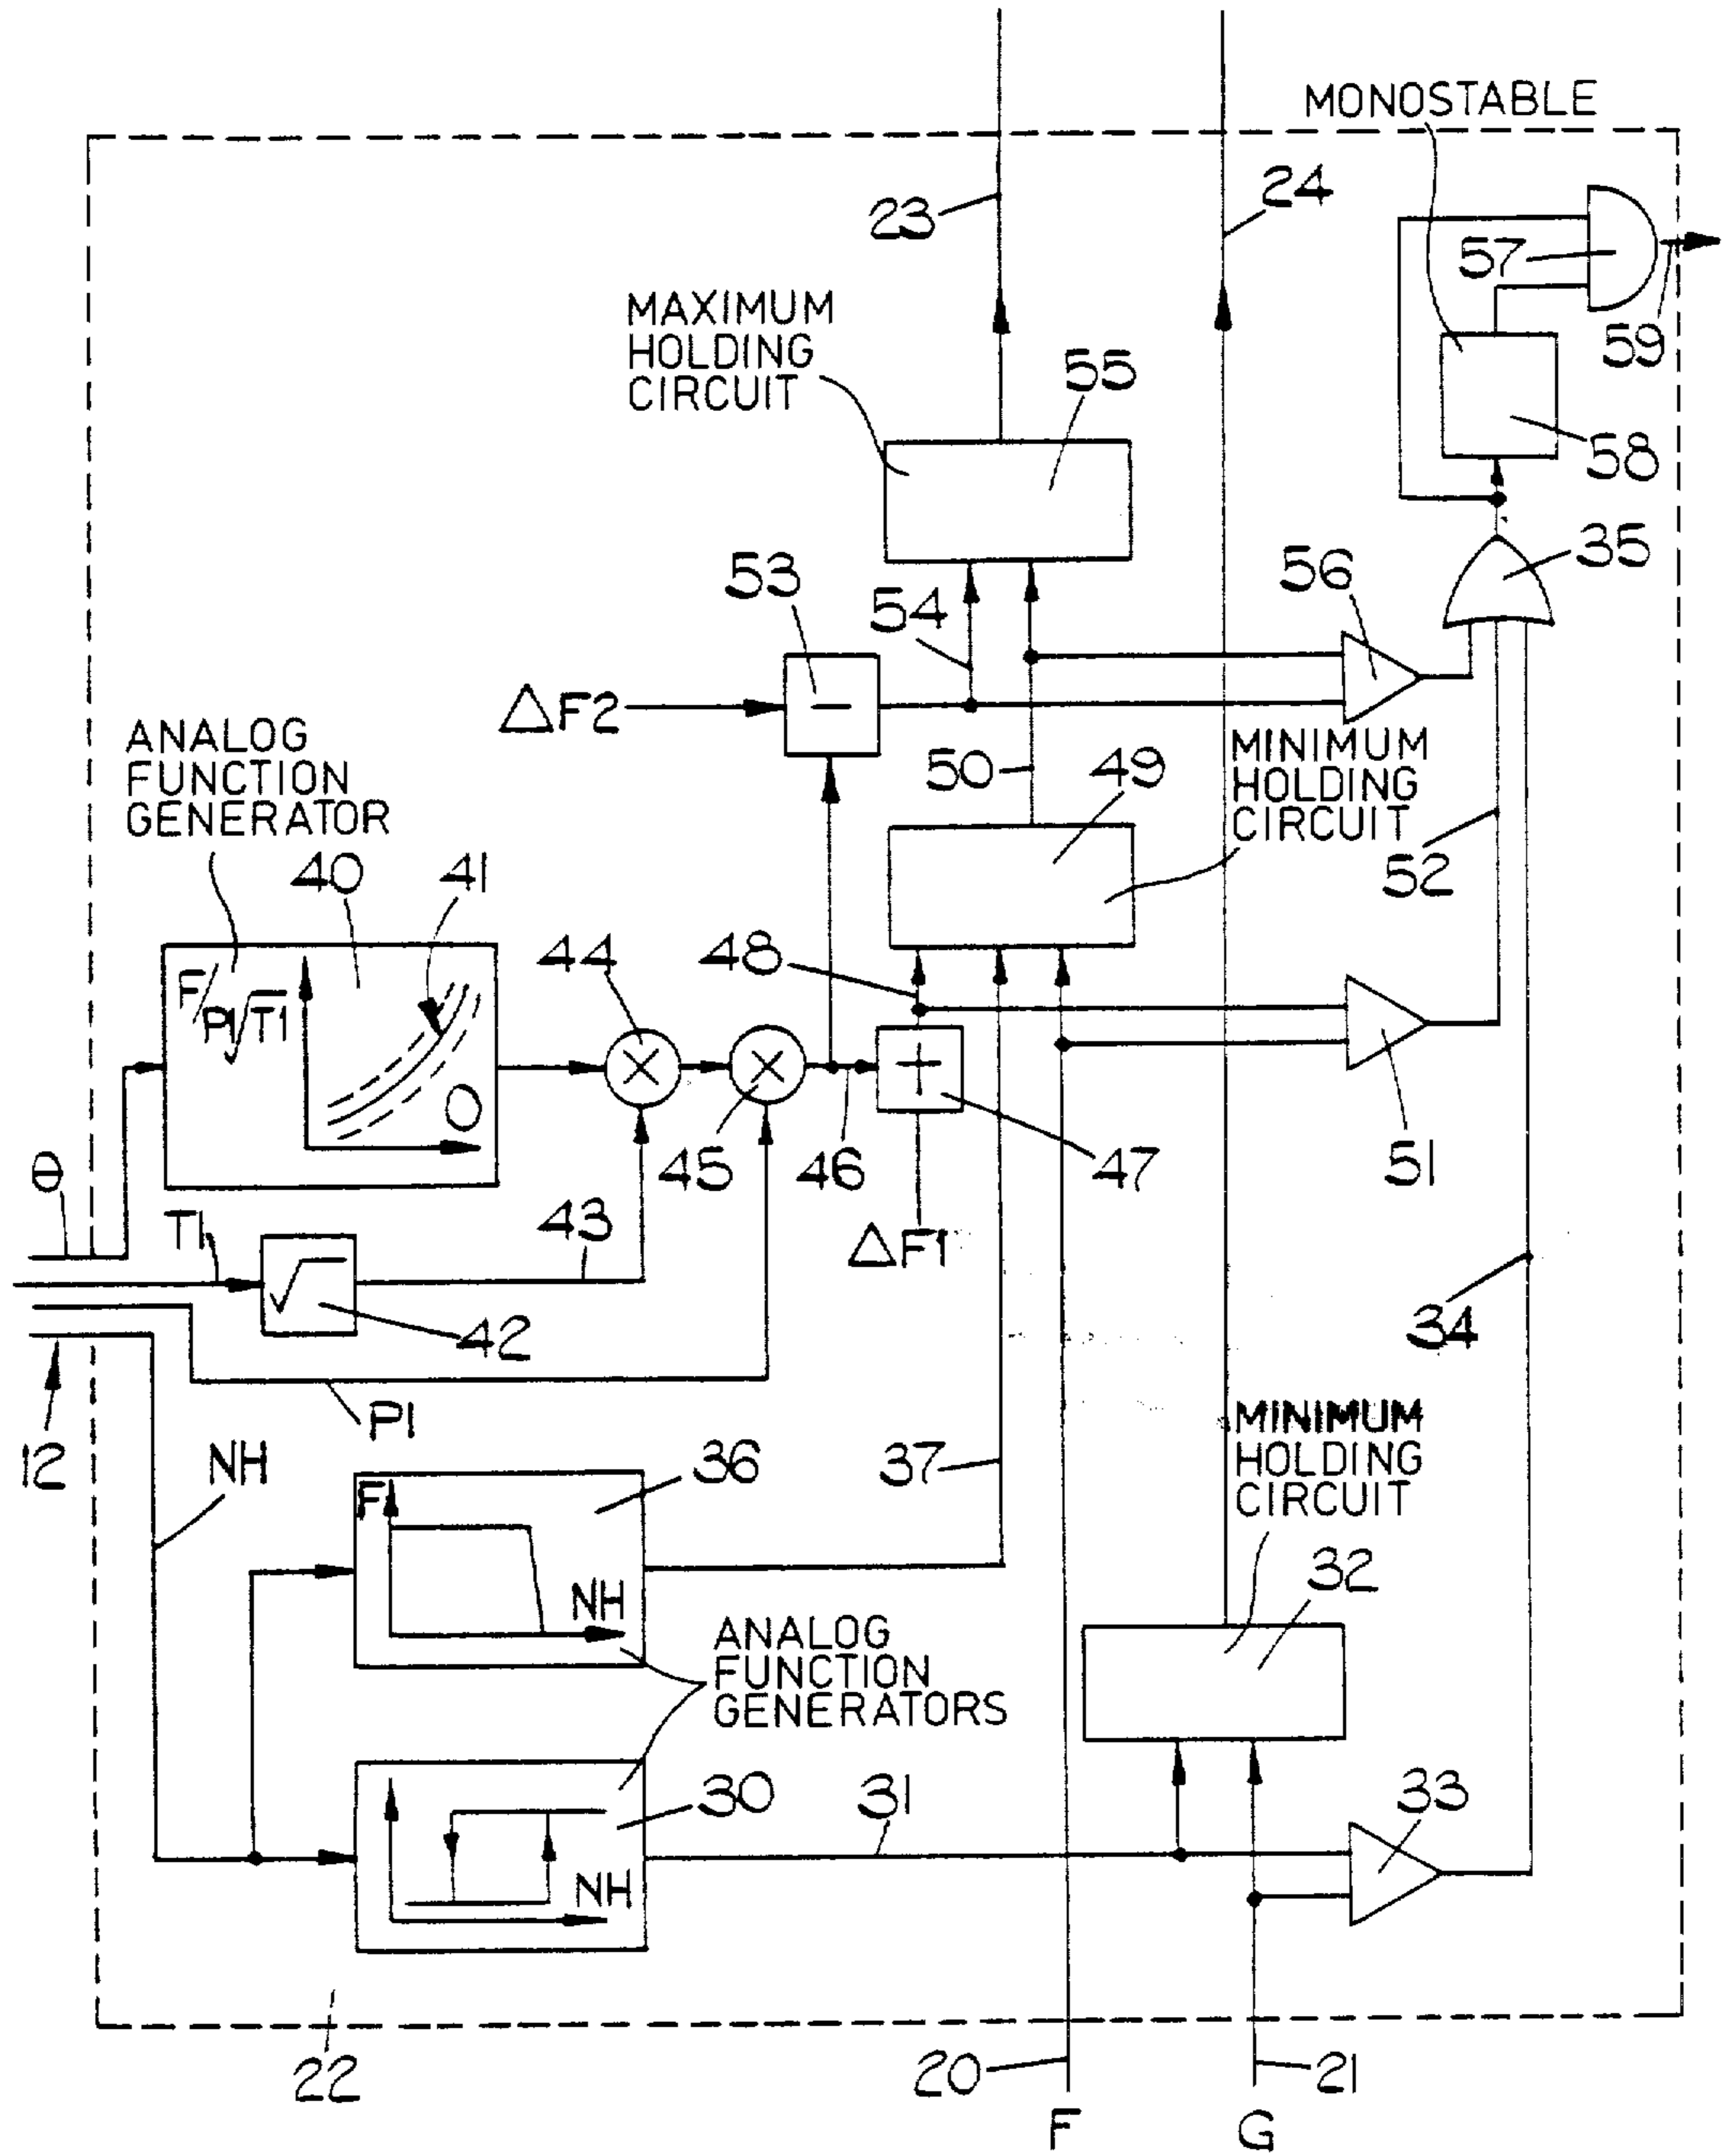 MONOSTABLE
23
24
57
59
MAXIMUM
HOLDING
CIRCUIT
55
58
35
53
54
56
△F2
ANALOG
FUNCTION
GENERATOR
50
49
MINIMUM
HOLDING
CIRCUIT
52
40
41
44
48
F/P1√T1
O
45
46
47
51
θ
T1
43
△F1
√
42
34
P1
12
NH
36
37
MINIMUM
HOLDING
CIRCUIT
F
NH
32
ANALOG
FUNCTION
GENERATORS
30
31
33
NH
22
20
21
F
G